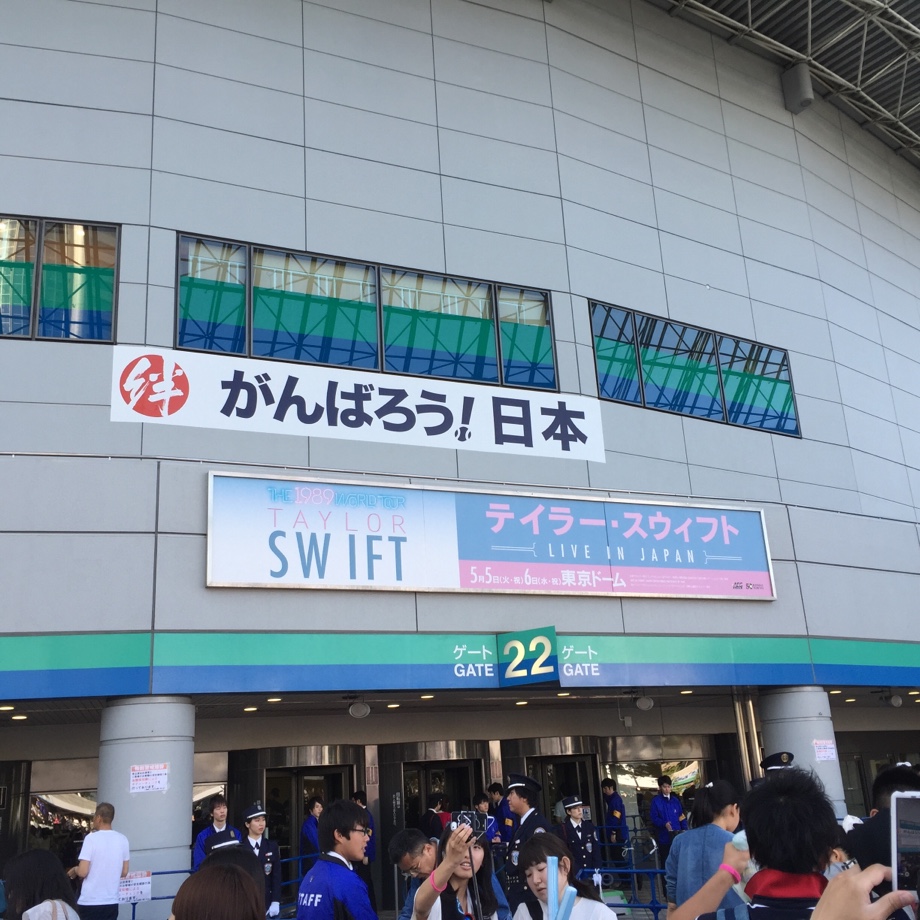 絆 がんばろう!日本
THE 1989 WORLD TOUR
TAYLOR
SWIFT
テイラー・スウィフト
LIVE IN JAPAN
5月5日(火・祝)6日(水・祝)東京ドーム
ゲート 22 ゲート
GATE GATE
STAFF